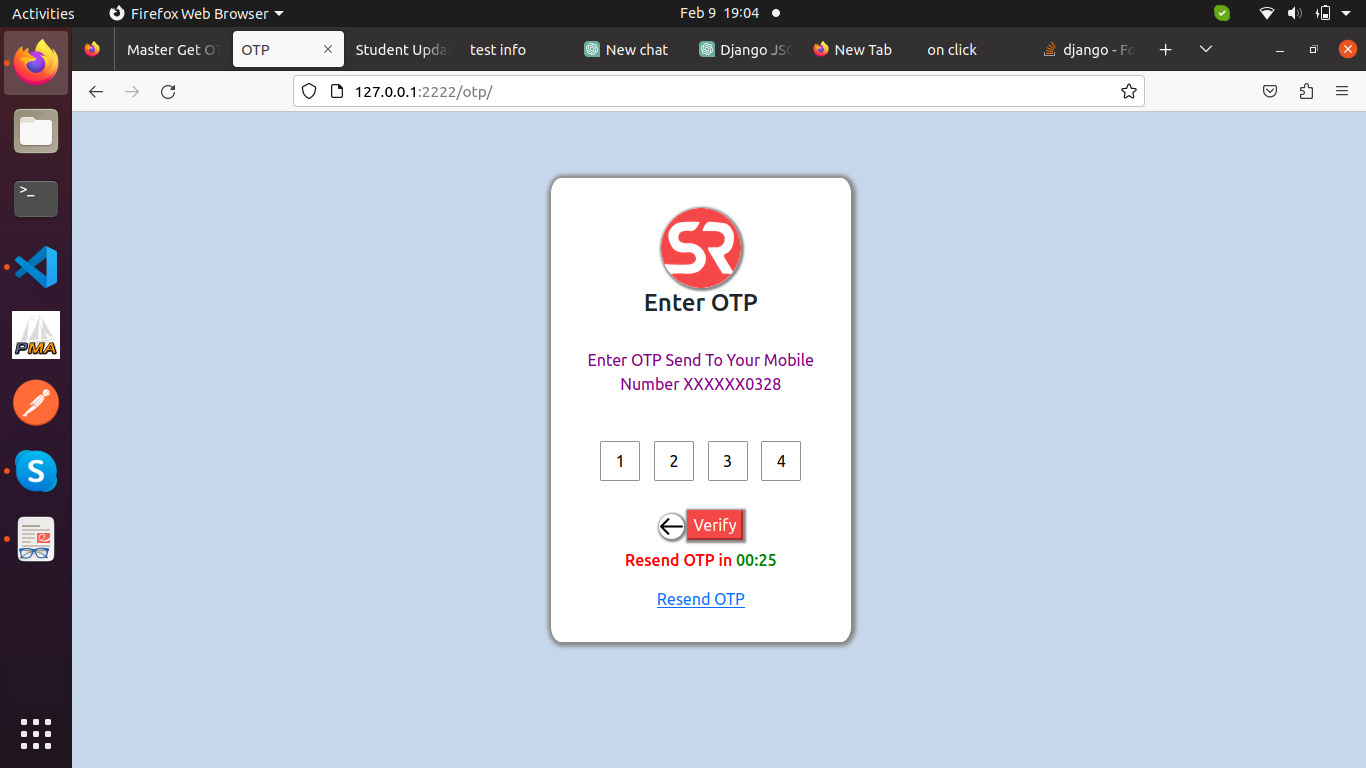 Activities
Firefox Web Browser
Feb 9 19:04
Master Get OT
OTP
Student Upda
test info
New chat
Django JSO
New Tab
on click
django - Fo
127.0.0.1:2222/otp/
>_
PMA
S
SR
Enter OTP
Enter OTP Send To Your Mobile
Number XXXXXX0328
1 2 3 4
Verify
Resend OTP in 00:25
Resend OTP